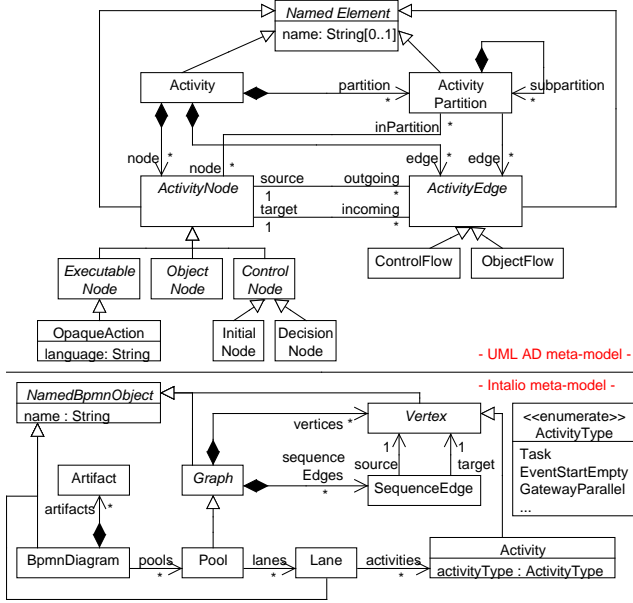 Named Element
name: String[0..1]
Activity
partition
*
Activity
Partition
subpartition
*
inPartition
*
node
*
node
*
edge
*
edge
*
ActivityNode
source
1
outgoing
*
target
1
incoming
*
ActivityEdge
Executable
Node
Object
Node
Control
Node
ControlFlow
ObjectFlow
OpaqueAction
language: String
Initial
Node
Decision
Node
- UML AD meta-model -
- Intalio meta-model -
NamedBpmnObject
name : String
vertices
*
Vertex
<<enumerate>>
ActivityType
Task
EventStartEmpty
GatewayParallel
...
1
source
1
target
Artifact
artifacts
*
Graph
sequence
Edges
*
SequenceEdge
BpmnDiagram
pools
*
Pool
lanes
*
Lane
activities
*
Activity
activityType : ActivityType